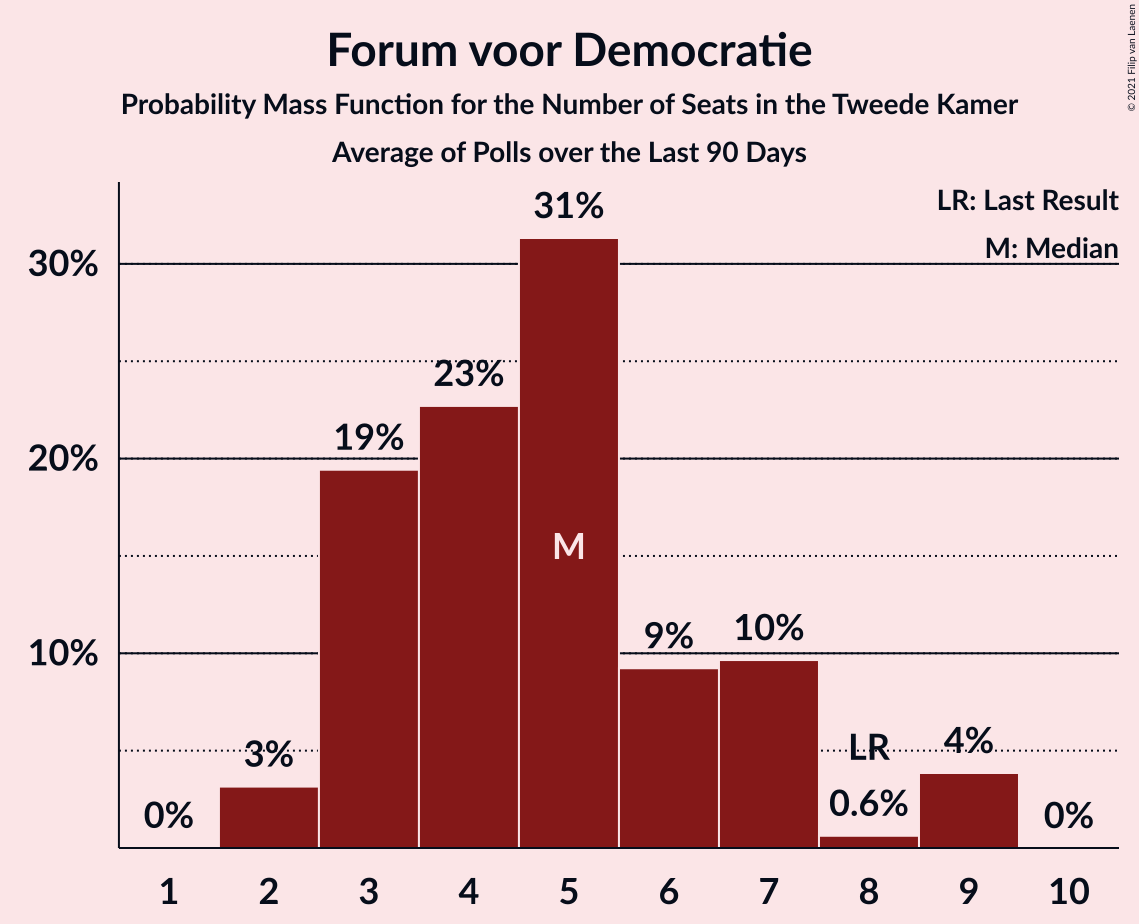 © 2021 Filip van Laenen
Forum voor Democratie
Probability Mass Function for the Number of Seats in the Tweede Kamer
Average of Polls over the Last 90 Days
LR: Last Result
M: Median
30%
20%
10%
0%
3%
19%
23%
31%
M
9%
10%
LR
0.6%
4%
0%
1 2 3 4 5 6 7 8 9 10